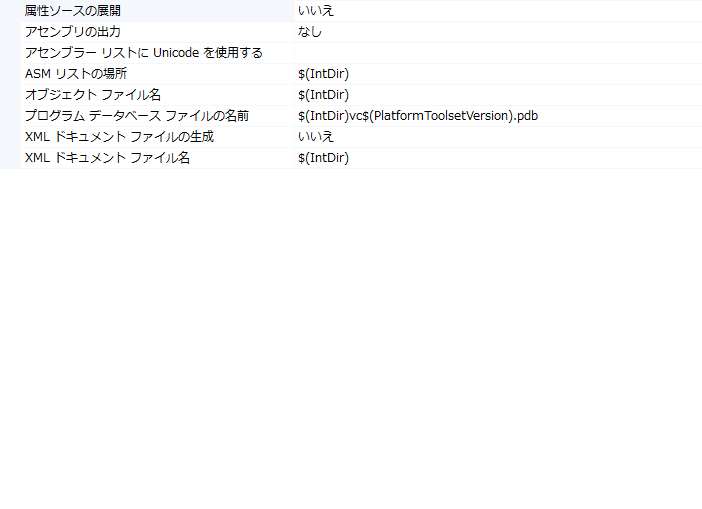 属性ソースの展開 いいえ
アセンブリの出力 なし
アセンブラー リストに Unicode を使用する
ASM リストの場所 $(IntDir)
オブジェクト ファイル名 $(IntDir)
プログラム データベース ファイルの名前 $(IntDir)vc$(PlatformToolsetVersion).pdb
XML ドキュメント ファイルの生成 いいえ
XML ドキュメント ファイル名 $(IntDir)